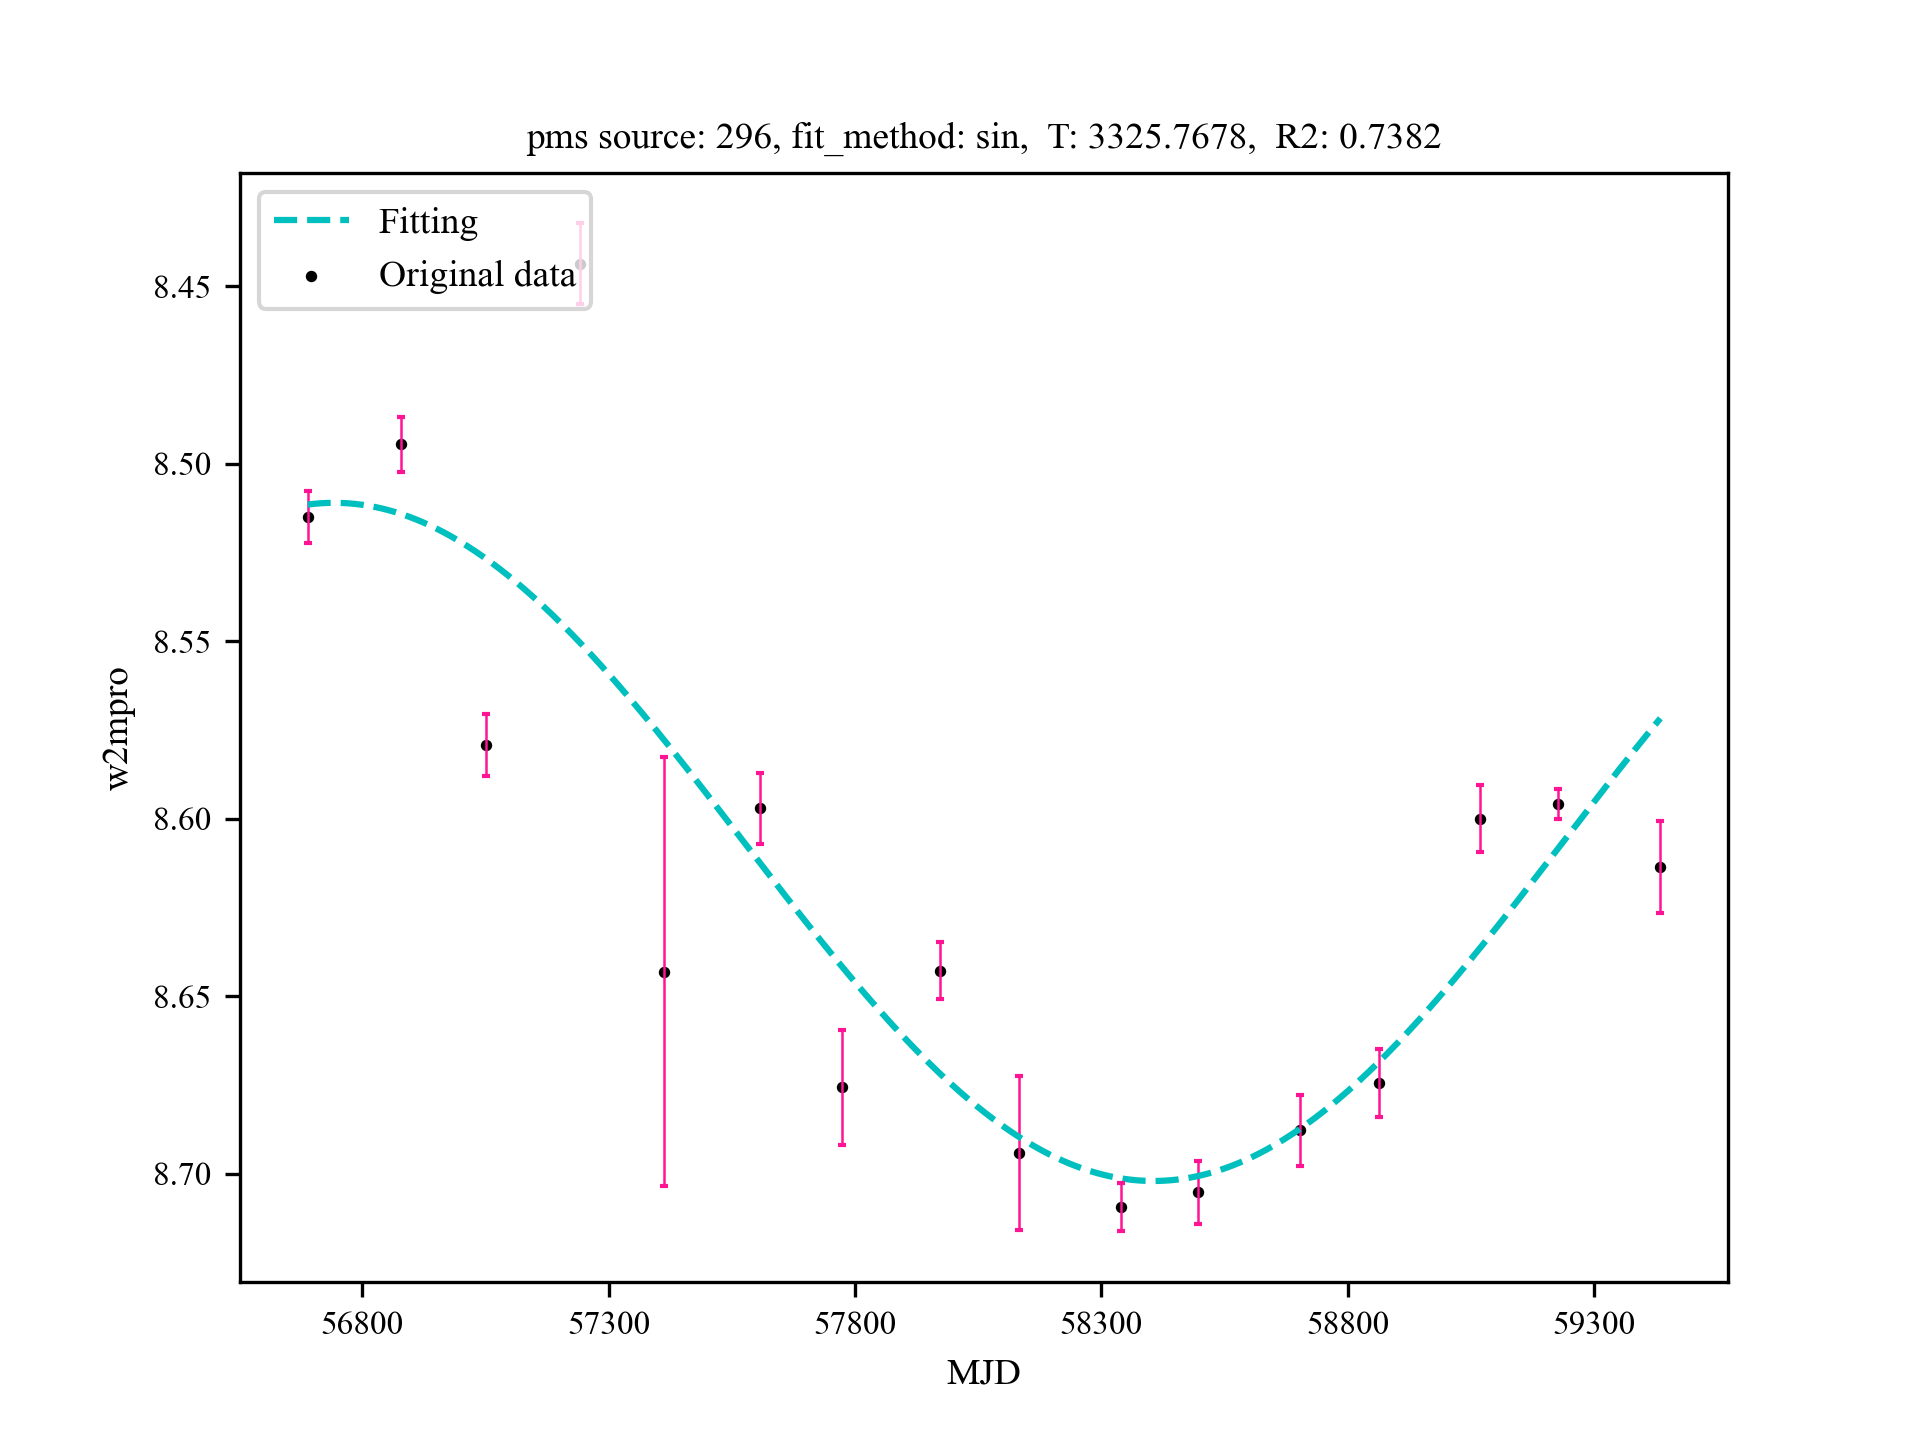 pms source: 296, fit_method: sin, T: 3325.7678, R2: 0.7382
Fitting
Original data
8.45
8.50
8.55
8.60
8.65
8.70
w2mpro
56800 57300 57800 58300 58800 59300
MJD